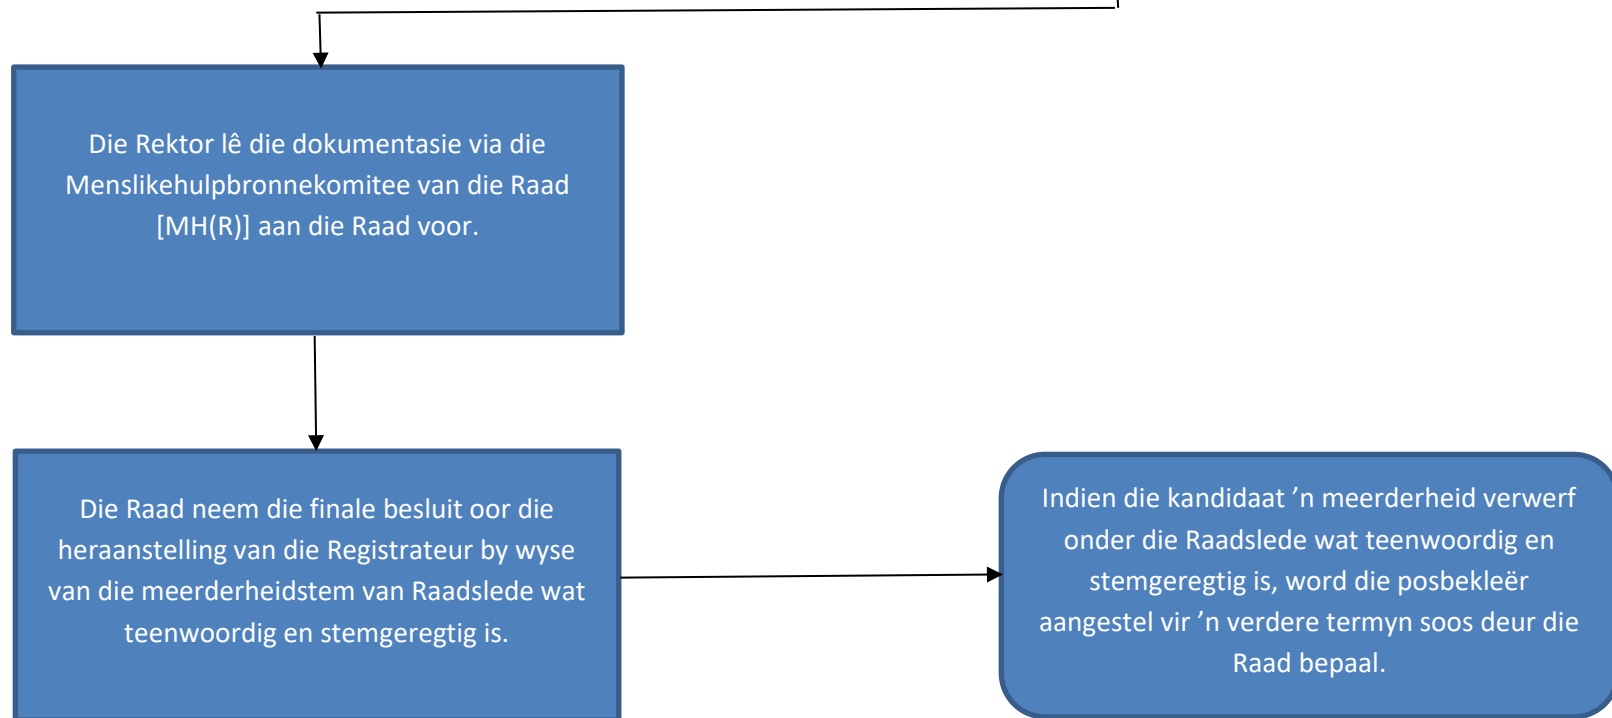 Die Rektor lê die dokumentasie via die
Menslikehulpbronnekomitee van die Raad
[MH(R)] aan die Raad voor.
Die Raad neem die finale besluit oor die
heraanstelling van die Registrateur by wyse
van die meerderheidstem van Raadslede wat
teenwoordig en stemgeregtig is.
Indien die kandidaat ’n meerderheid verwerf
onder die Raadslede wat teenwoordig en
stemgeregtig is, word die posbekleër
aangestel vir ’n verdere termyn soos deur die
Raad bepaal.